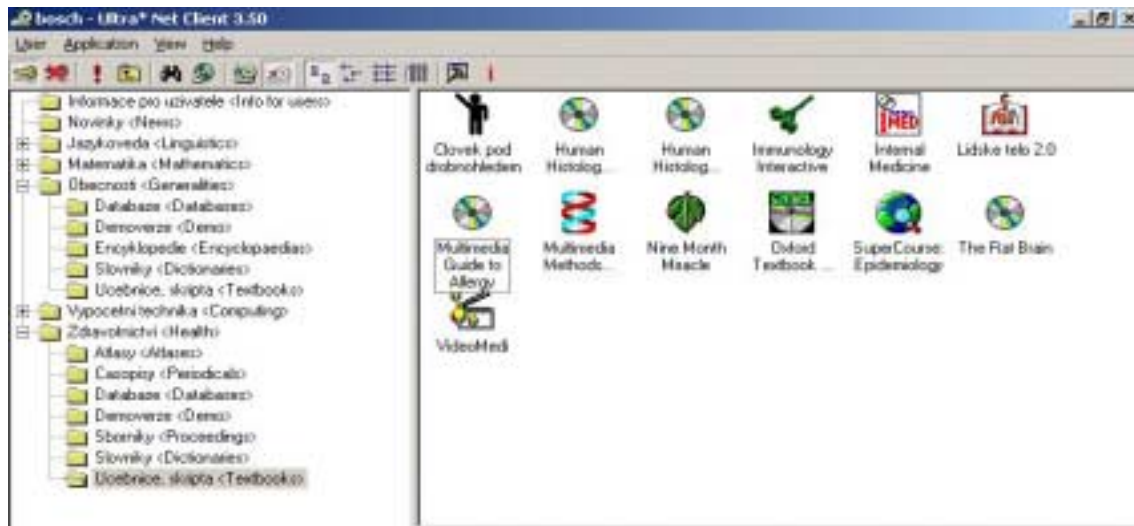 bosch - Ultra* Net Client 3.50
User Application View Help
Informace pro uzivatele <Info for users>
Novinky <News>
Jazykoveda <Linguistics>
Matematika <Mathematics>
Obecnosti <Generalities>
Databaze <Databases>
Demoverze <Demo>
Encyklopedie <Encyclopaedias>
Slovniky <Dictionaries>
Ucebnice, skripta <Textbooks>
Vypocetni technika <Computing>
Zdravotnictvi <Health>
Atlasy <Atlases>
Casopisy <Periodicals>
Databaze <Databases>
Demoverze <Demo>
Sborniky <Proceedings>
Slovniky <Dictionaries>
Ucebnice, skripta <Textbooks>
Clovek pod
drobnohledem
Human
Histolog...
Human
Histolog...
Immunology
Interactive
iMED
Internal
Medicine
Lidske telo 2.0
Multimedia
Guide to
Allergy
Multimedia
Methods...
Nine Month
Miracle
Oxford
Textbook ...
SuperCourse:
Epidemiology
The Flat Brain
VideoMedi